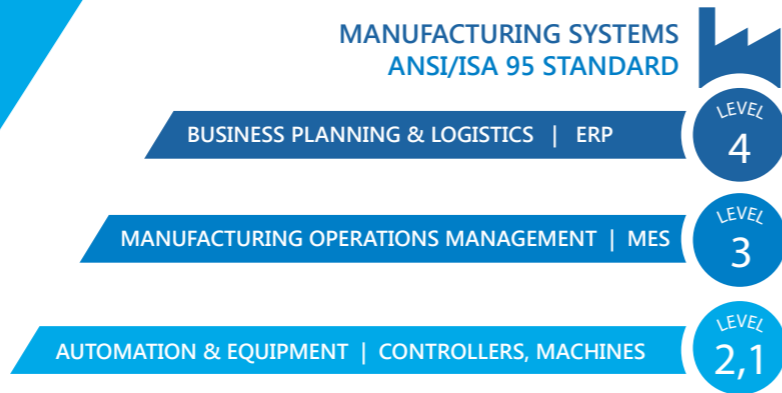 MANUFACTURING SYSTEMS
ANSI/ISA 95 STANDARD
BUSINESS PLANNING & LOGISTICS | ERP
LEVEL
4
MANUFACTURING OPERATIONS MANAGEMENT | MES
LEVEL
3
AUTOMATION & EQUIPMENT | CONTROLLERS, MACHINES
LEVEL
2,1